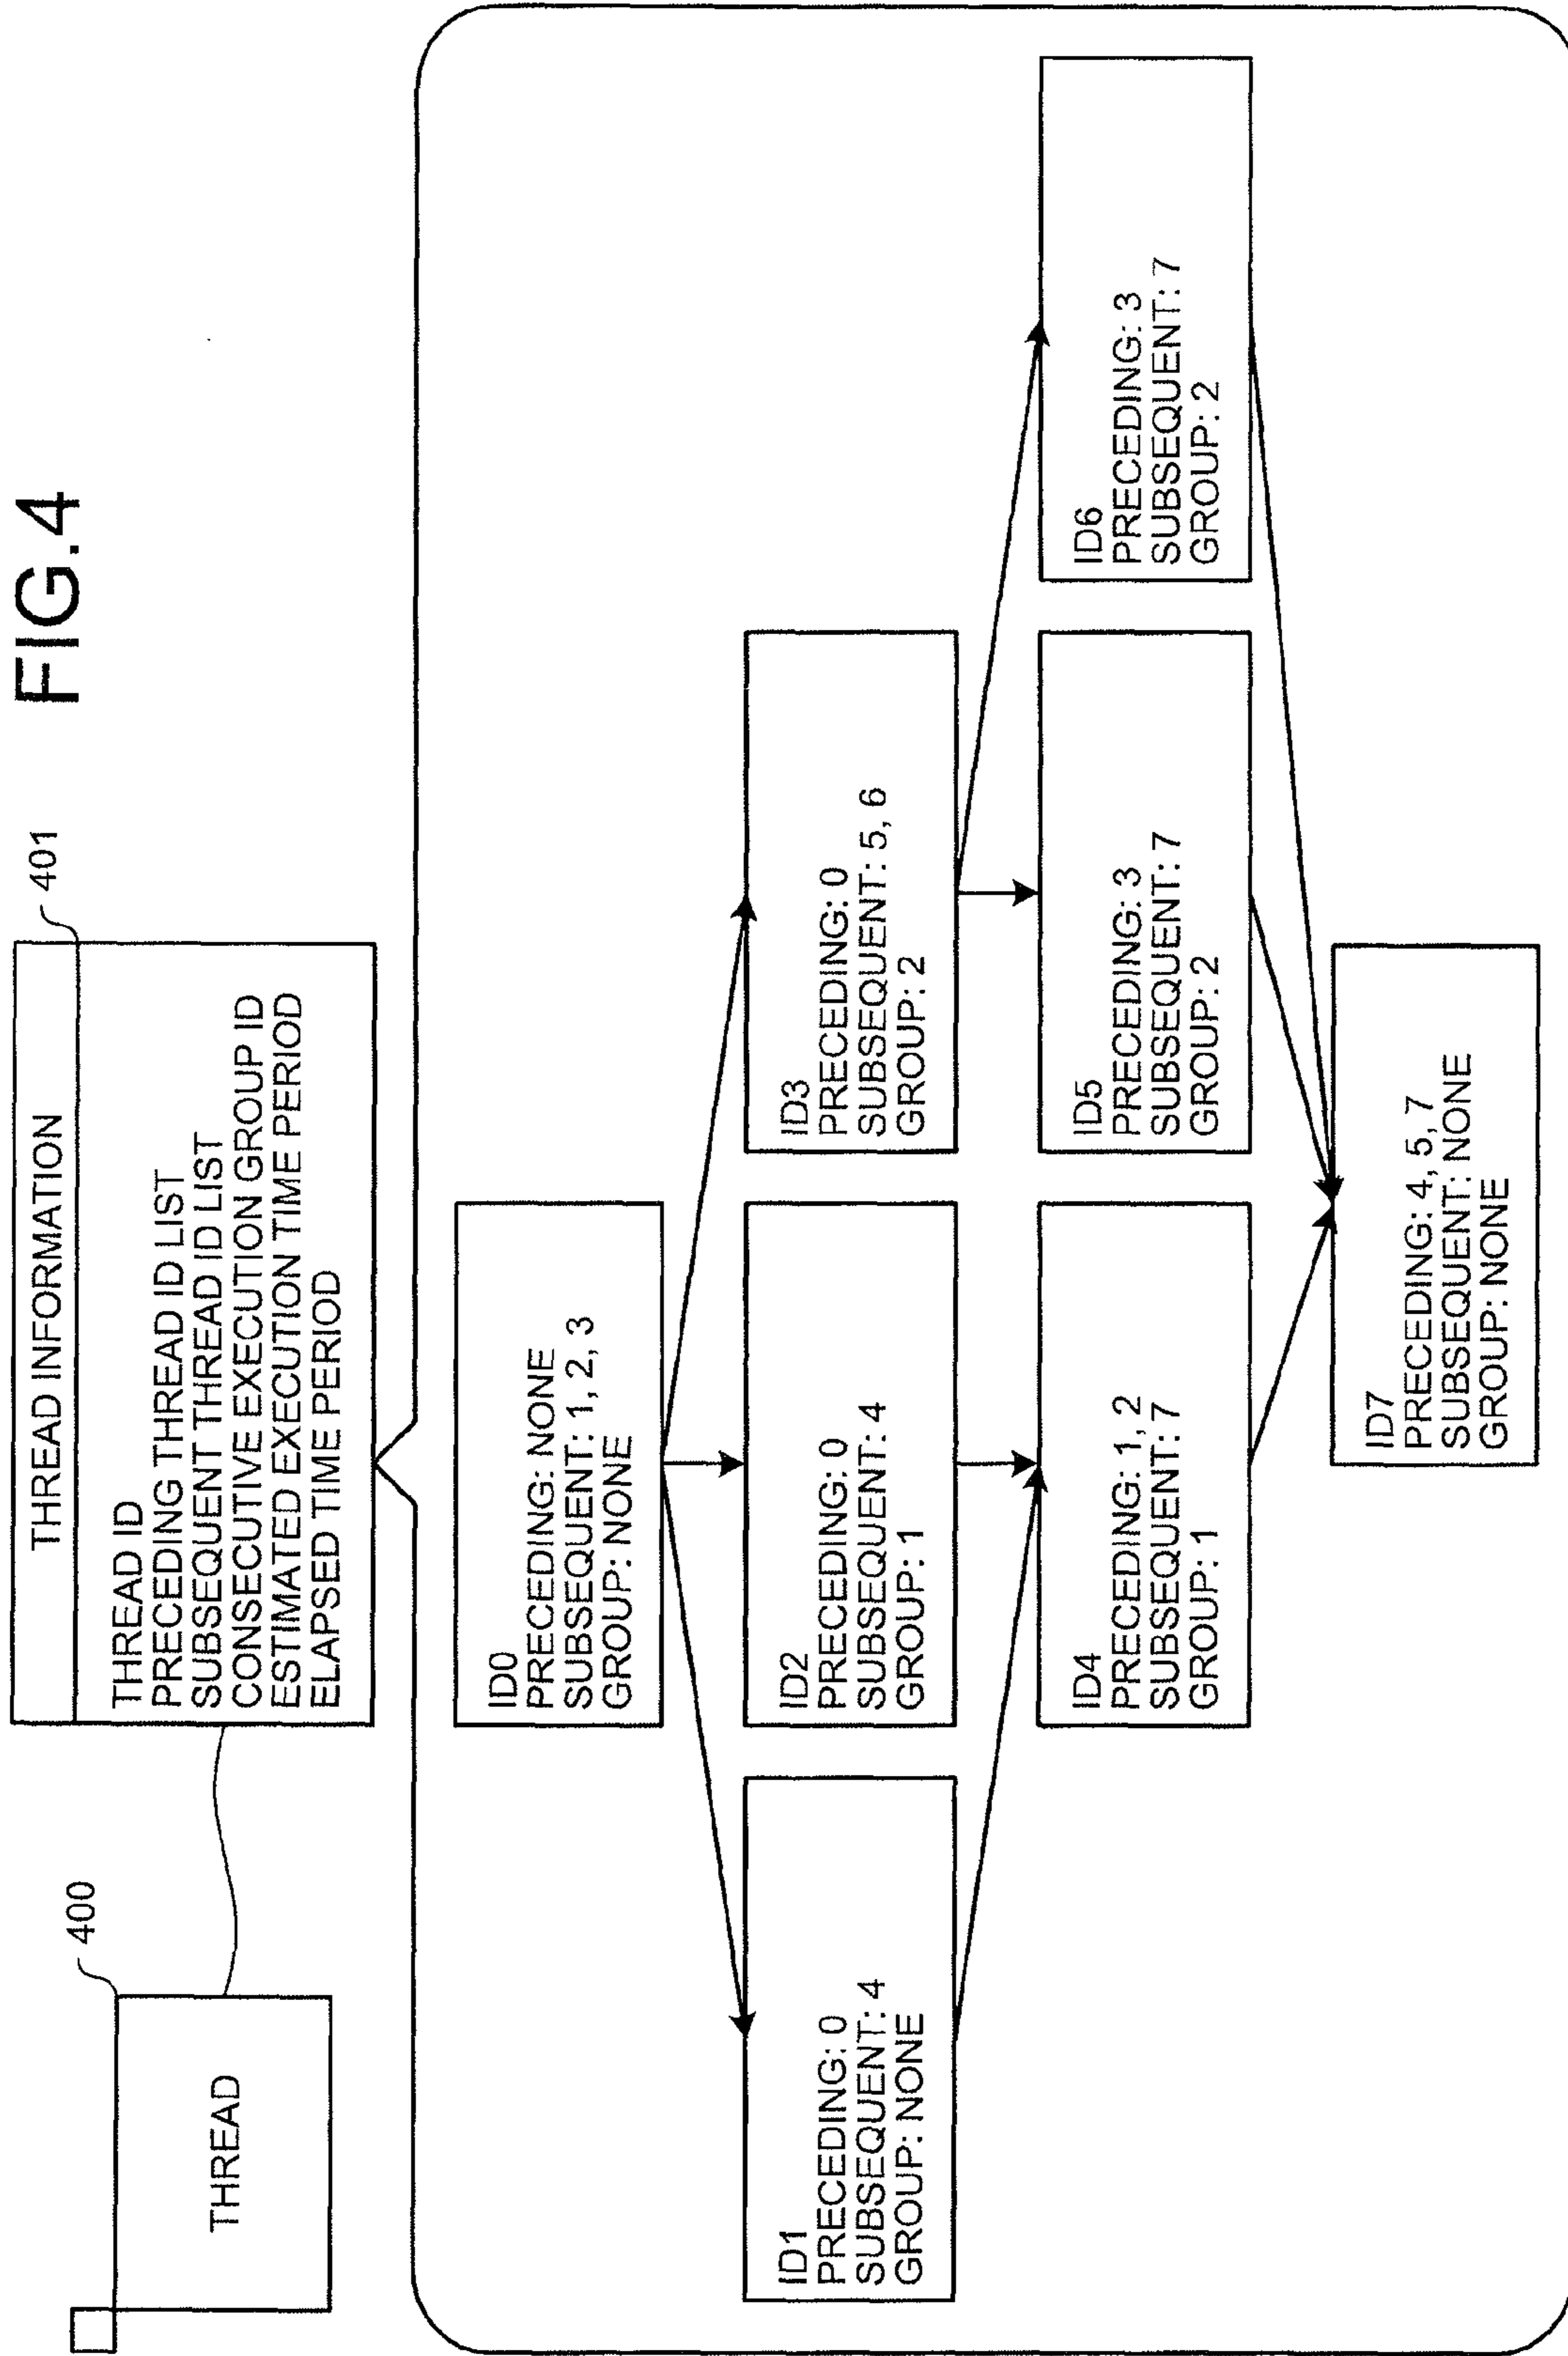 FIG.4
400
THREAD
401
THREAD INFORMATION
THREAD ID
PRECEDING THREAD ID LIST
SUBSEQUENT THREAD ID LIST
CONSECUTIVE EXECUTION GROUP ID
ESTIMATED EXECUTION TIME PERIOD
ELAPSED TIME PERIOD
ID0
PRECEDING: NONE
SUBSEQUENT: 1, 2, 3
GROUP: NONE
ID1
PRECEDING: 0
SUBSEQUENT: 4
GROUP: NONE
ID2
PRECEDING: 0
SUBSEQUENT: 4
GROUP: 1
ID3
PRECEDING: 0
SUBSEQUENT: 5, 6
GROUP: 2
ID4
PRECEDING: 1, 2
SUBSEQUENT: 7
GROUP: 1
ID5
PRECEDING: 3
SUBSEQUENT: 7
GROUP: 2
ID6
PRECEDING: 3
SUBSEQUENT: 7
GROUP: 2
ID7
PRECEDING: 4, 5, 7
SUBSEQUENT: NONE
GROUP: NONE